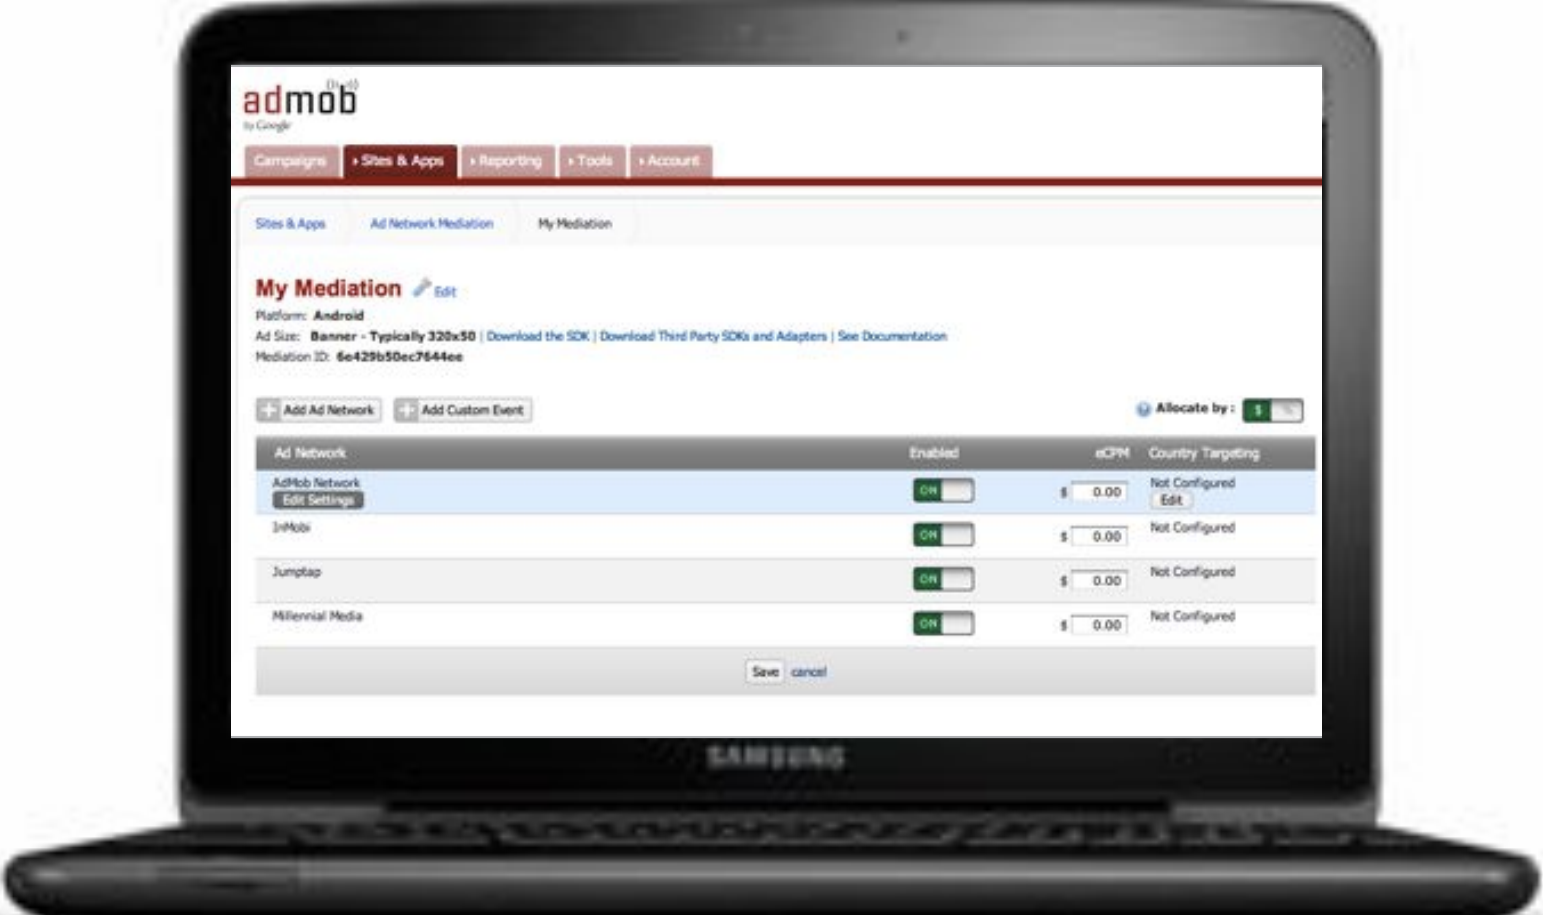 admob
by Google
Campaigns Sites & Apps Reporting Tools Account
Sites & Apps Ad Network Mediation My Mediation
My Mediation Edit
Platform: Android
Ad Size: Banner - Typically 320x50 | Download the SDK | Download Third Party SDKs and Adapters | See Documentation
Mediation ID: 6e429b50ec7644ee
Add Ad Network Add Custom Event Allocate by : $ %
Ad Network Enabled eCPM Country Targeting
AdMob Network ON $ 0.00 Not Configured
Edit Settings Edit
InMobi ON $ 0.00 Not Configured
Jumptap ON $ 0.00 Not Configured
Millennial Media ON $ 0.00 Not Configured
Save cancel
SAMSUNG